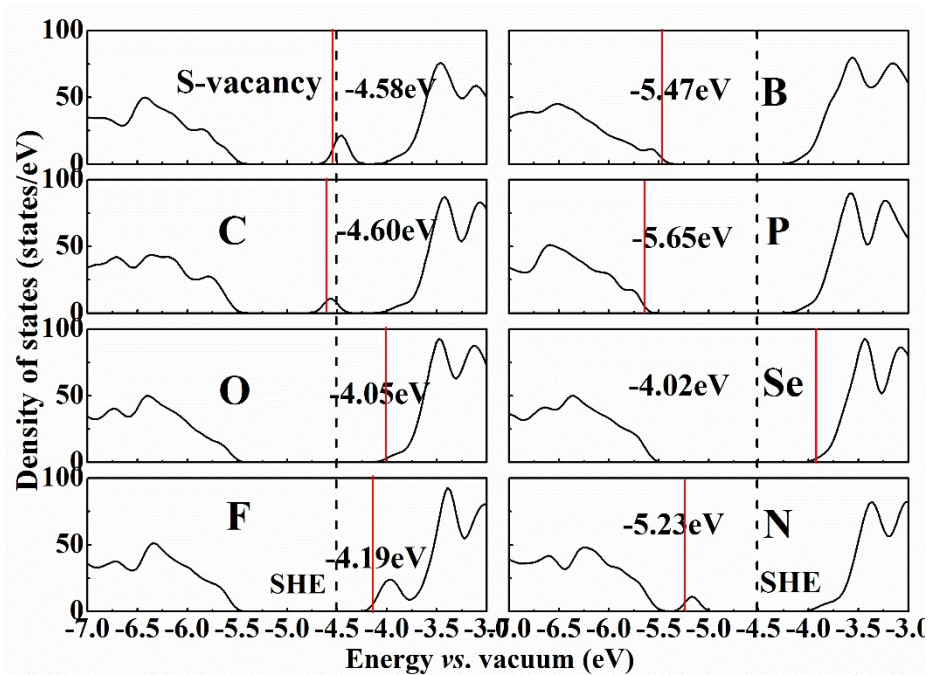 Density of states (states/eV)
100
50
0
S-vacancy
-4.58eV
-5.47eV
B
100
50
0
C
-4.60eV
-5.65eV
P
100
50
0
O
-4.05eV
-4.02eV
Se
100
50
0
F
SHE
-4.19eV
-5.23eV
N
SHE
-7.0 -6.5 -6.0 -5.5 -5.0 -4.5 -4.0 -3.5 -3.0 -6.5 -6.0 -5.5 -5.0 -4.5 -4.0 -3.5 -3.0
Energy vs. vacuum (eV)